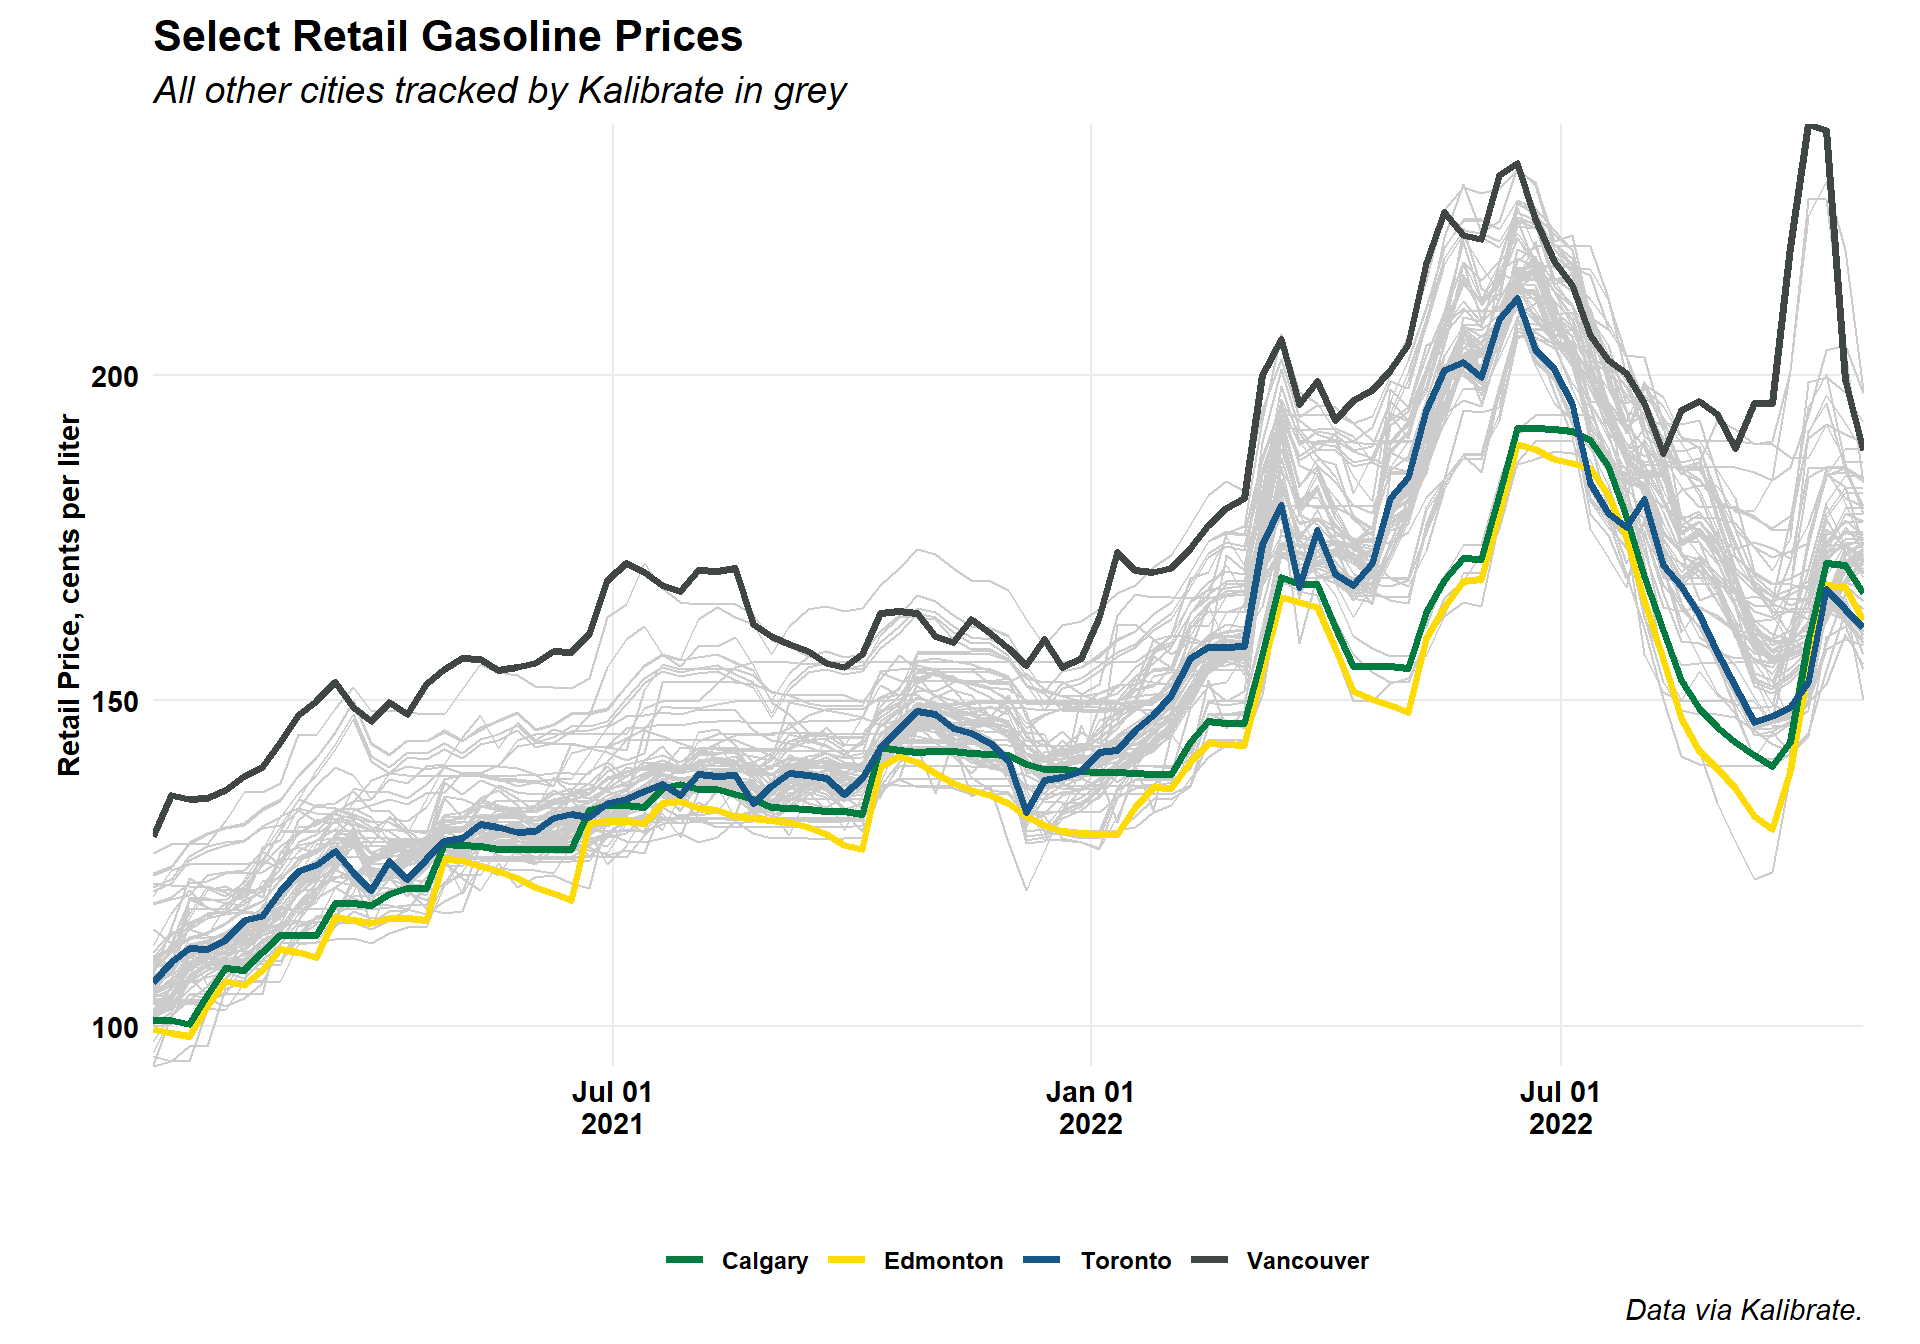 Select Retail Gasoline Prices
All other cities tracked by Kalibrate in grey
Retail Price, cents per liter
200
150
100
Jul 01
2021
Jan 01
2022
Jul 01
2022
Calgary
Edmonton
Toronto
Vancouver
Data via Kalibrate.